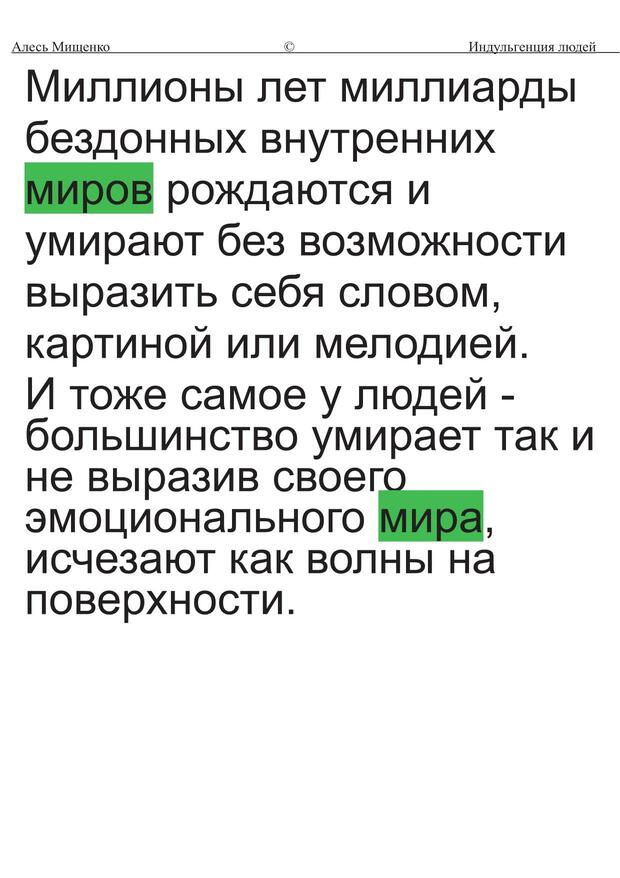 Алесь Мищенко © Индульгенция людей
Миллионы лет миллиарды
бездонных внутренних
миров рождаются и
умирают без возможности
выразить себя словом,
картиной или мелодией.
И тоже самое у людей -
большинство умирает так и
не выразив своего
эмоционального мира,
исчезают как волны на
поверхности.